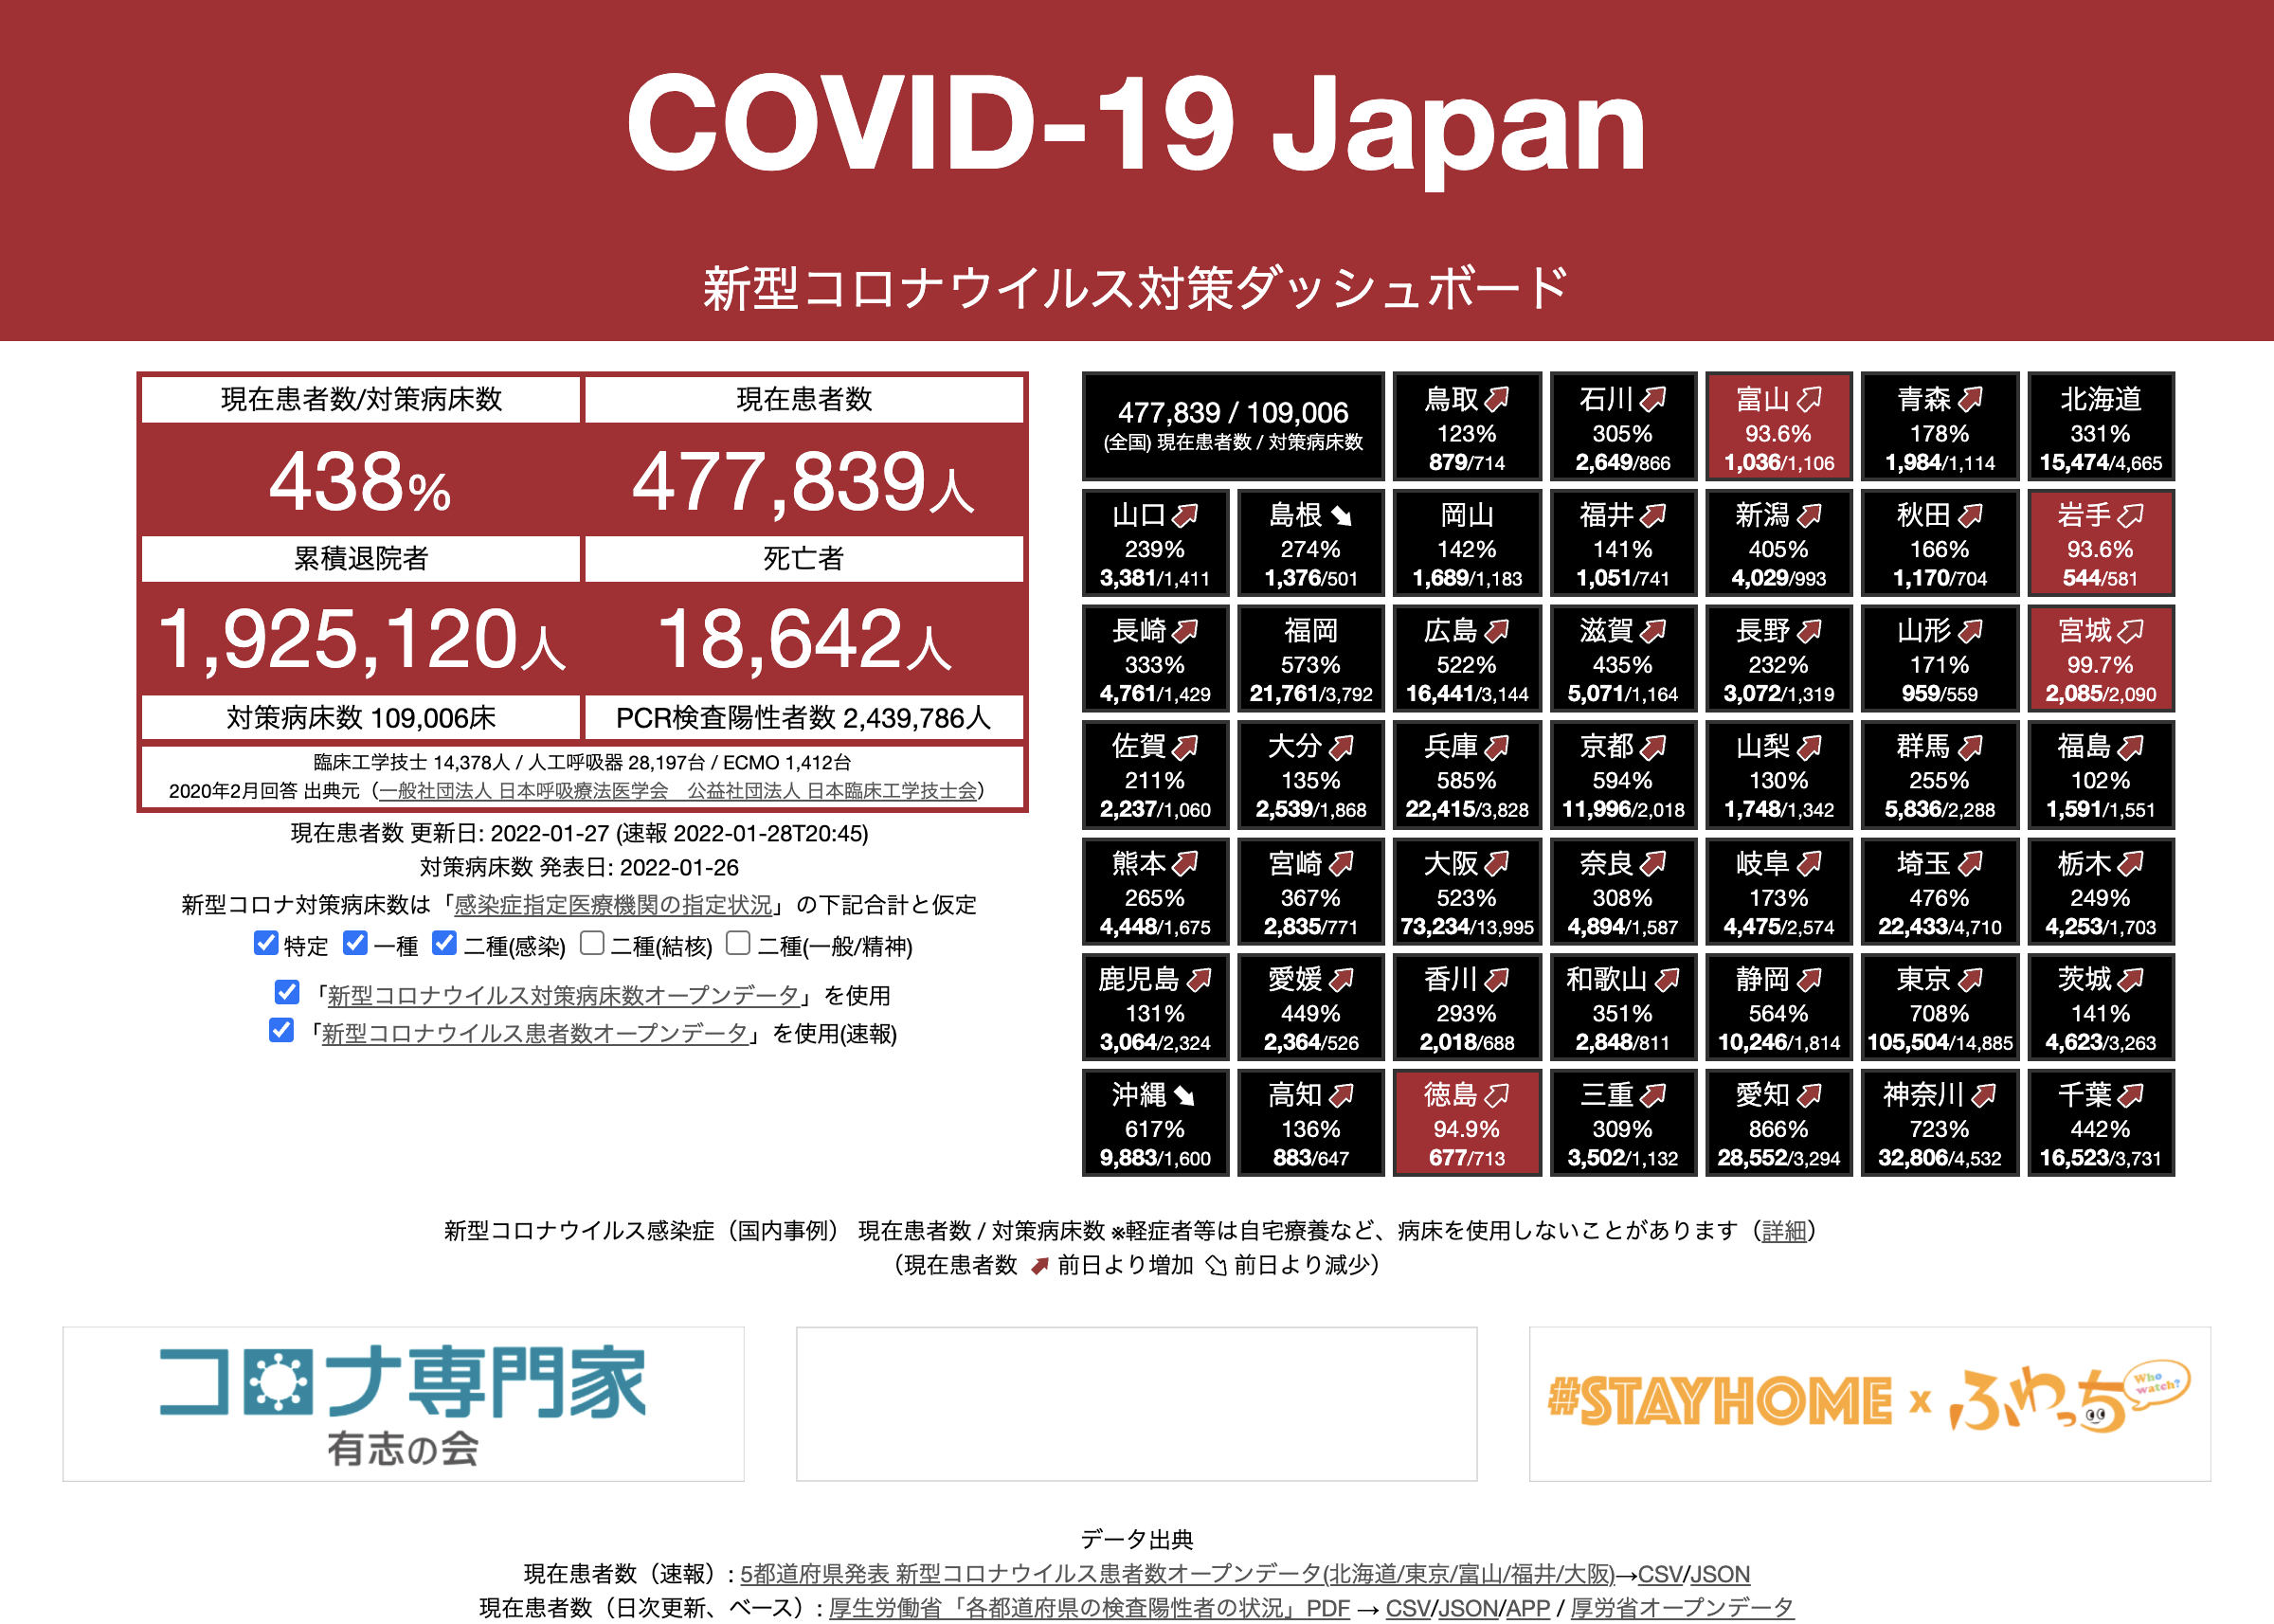 COVID-19 Japan
新型コロナウイルス対策ダッシュボード
現在患者数/対策病床数 現在患者数
438% 477,839人
累積退院者 死亡者
1,925,120人 18,642人
対策病床数 109,006床 PCR検査陽性者数 2,439,786人
臨床工学技士 14,378人 / 人工呼吸器 28,197台 / ECMO 1,412台
2020年2月回答 出典元（一般社団法人 日本呼吸療法医学会　公益社団法人 日本臨床工学技士会）
現在患者数 更新日: 2022-01-27 (速報 2022-01-28T20:45)
対策病床数 発表日: 2022-01-26
新型コロナ対策病床数は「感染症指定医療機関の指定状況」の下記合計と仮定
特定 一種 二種(感染) 二種(結核) 二種(一般/精神)
「新型コロナウイルス対策病床数オープンデータ」を使用
「新型コロナウイルス患者数オープンデータ」を使用(速報)
477,839 / 109,006
(全国) 現在患者数 / 対策病床数
鳥取
123%
879/714
石川
305%
2,649/866
富山
93.6%
1,036/1,106
青森
178%
1,984/1,114
北海道
331%
15,474/4,665
山口
239%
3,381/1,411
島根
274%
1,376/501
岡山
142%
1,689/1,183
福井
141%
1,051/741
新潟
405%
4,029/993
秋田
166%
1,170/704
岩手
93.6%
544/581
長崎
333%
4,761/1,429
福岡
573%
21,761/3,792
広島
522%
16,441/3,144
滋賀
435%
5,071/1,164
長野
232%
3,072/1,319
山形
171%
959/559
宮城
99.7%
2,085/2,090
佐賀
211%
2,237/1,060
大分
135%
2,539/1,868
兵庫
585%
22,415/3,828
京都
594%
11,996/2,018
山梨
130%
1,748/1,342
群馬
255%
5,836/2,288
福島
102%
1,591/1,551
熊本
265%
4,448/1,675
宮崎
367%
2,835/771
大阪
523%
73,234/13,995
奈良
308%
4,894/1,587
岐阜
173%
4,475/2,574
埼玉
476%
22,433/4,710
栃木
249%
4,253/1,703
鹿児島
131%
3,064/2,324
愛媛
449%
2,364/526
香川
293%
2,018/688
和歌山
351%
2,848/811
静岡
564%
10,246/1,814
東京
708%
105,504/14,885
茨城
141%
4,623/3,263
沖縄
617%
9,883/1,600
高知
136%
883/647
徳島
94.9%
677/713
三重
309%
3,502/1,132
愛知
866%
28,552/3,294
神奈川
723%
32,806/4,532
千葉
442%
16,523/3,731
新型コロナウイルス感染症（国内事例） 現在患者数 / 対策病床数 ※軽症者等は自宅療養など、病床を使用しないことがあります（詳細）
（現在患者数 前日より増加 前日より減少）
コロナ専門家
有志の会
#STAYHOME x ふわっち
Who
watch?
データ出典
現在患者数（速報）: 5都道府県発表 新型コロナウイルス患者数オープンデータ(北海道/東京/富山/福井/大阪)→CSV/JSON
現在患者数（日次更新、ベース）: 厚生労働省「各都道府県の検査陽性者の状況」PDF → CSV/JSON/APP / 厚労省オープンデータ